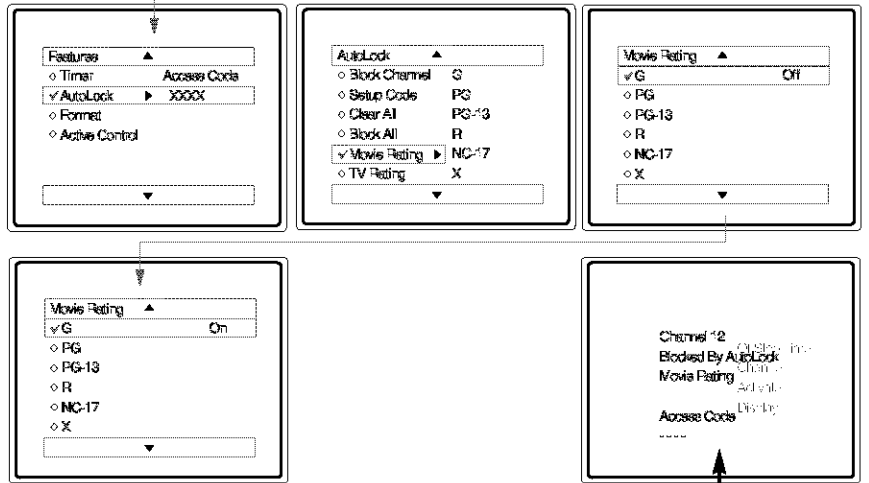 Features
Timer Access Code
AutoLock XXXX
Format
Active Control
AutoLock
Block Channel G
Setup Code PG
Clear All PG-13
Block All R
Movie Rating NC-17
TV Rating X
Movie Rating
G Off
PG
PG-13
R
NC-17
X
Movie Rating
G On
PG
PG-13
R
NC-17
X
Channel 12
Blocked By AutoLock
Movie Rating
Access Code
- - - -
Display